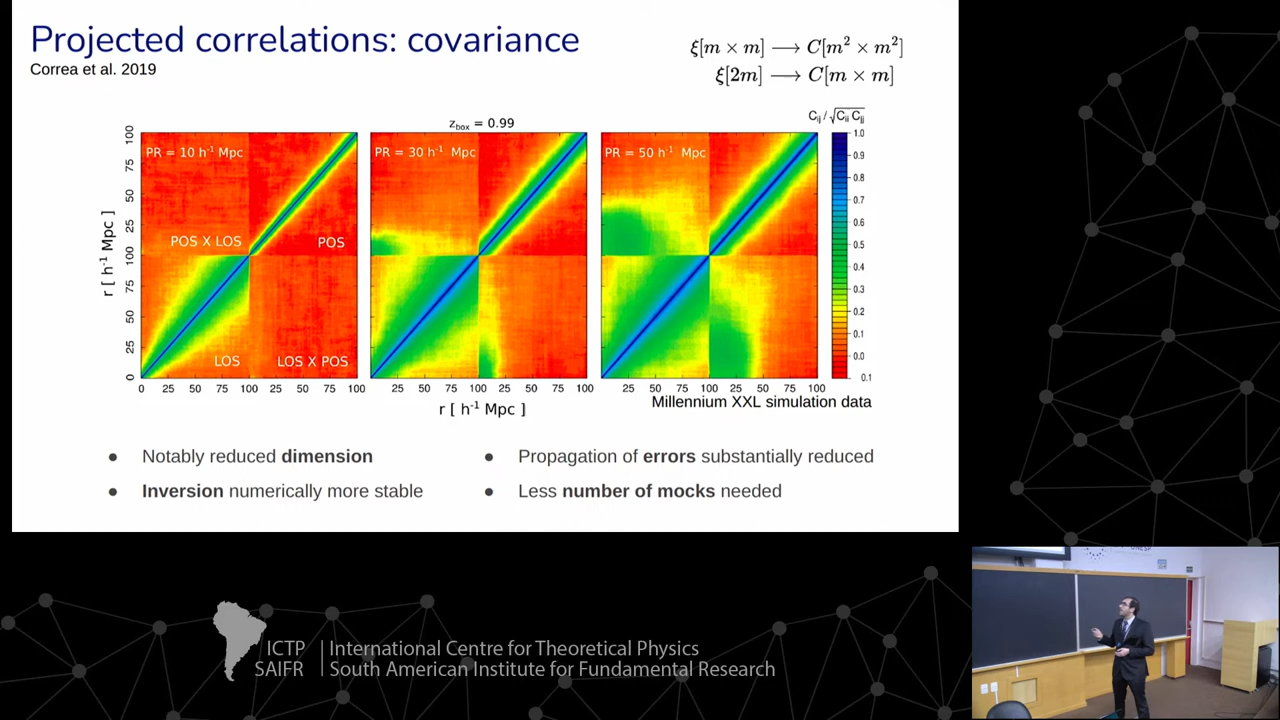 Projected correlations: covariance
Correa et al. 2019
ξ[m × m] ⟶ C[m² × m²]
ξ[2m] ⟶ C[m × m]
z_box = 0.99
C_ij / √C_ii C_jj
PR = 10 h⁻¹ Mpc
PR = 30 h⁻¹ Mpc
PR = 50 h⁻¹ Mpc
POS X LOS
POS
LOS
LOS X POS
r [ h⁻¹ Mpc ]
100
75
50
25
100
75
50
25
0
0 25 50 75 100 25 50 75 100
25 50 75 100 25 50 75 100
25 50 75 100 25 50 75 100
r [ h⁻¹ Mpc ]
1.0
0.9
0.8
0.7
0.6
0.5
0.4
0.3
0.2
0.1
0.0
0.1
Millennium XXL simulation data
● Notably reduced dimension
● Inversion numerically more stable
● Propagation of errors substantially reduced
● Less number of mocks needed
ICTP
SAIFR
International Centre for Theoretical Physics
South American Institute for Fundamental Research